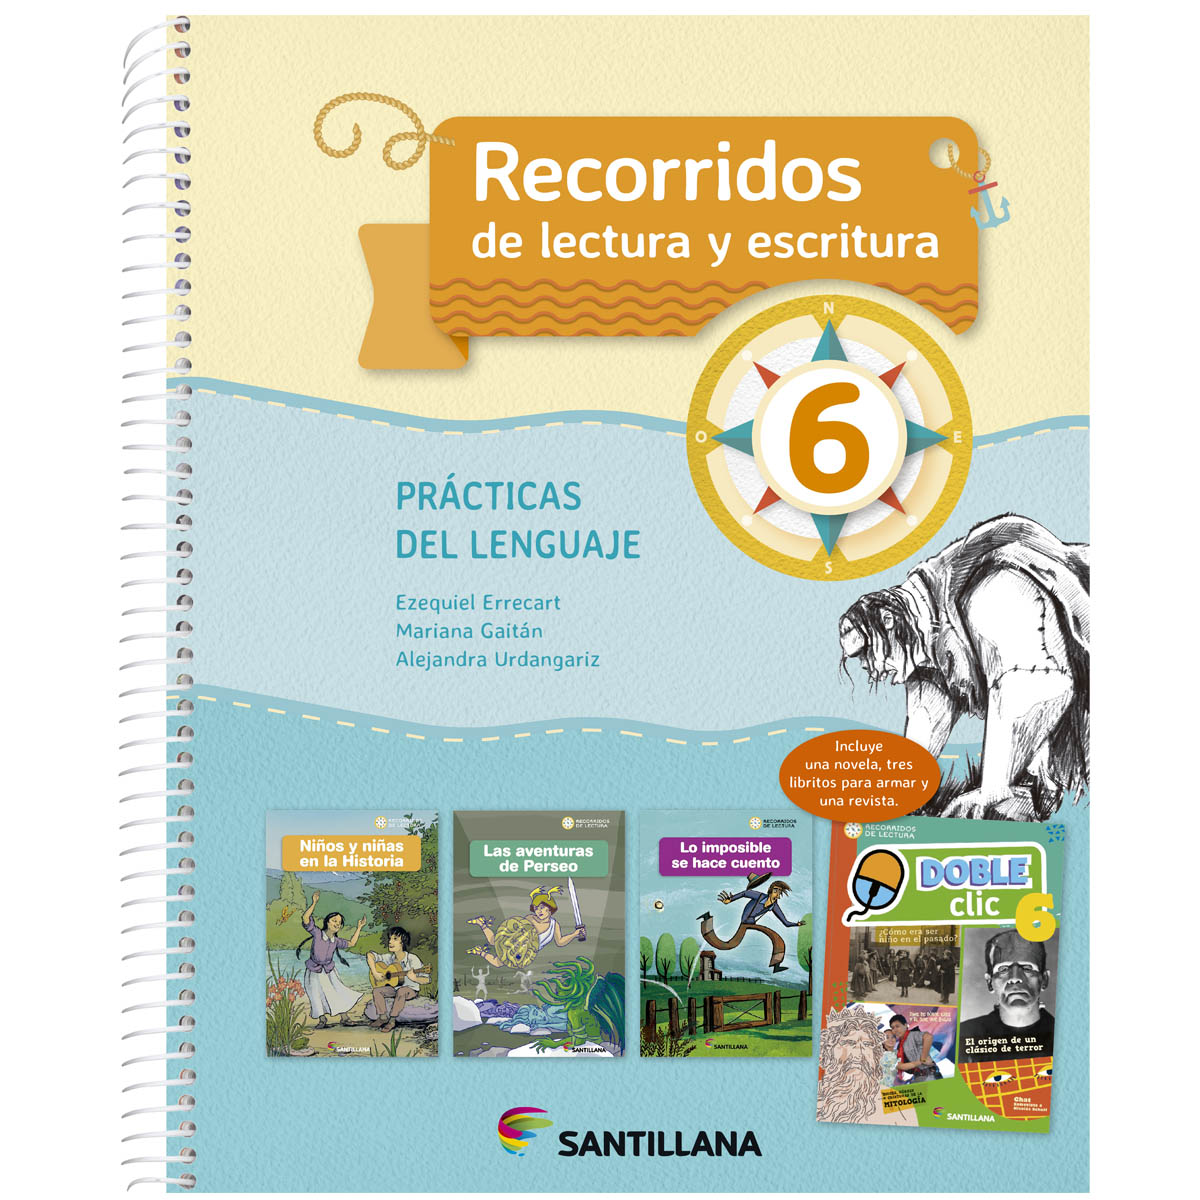 Recorridos
de lectura y escritura
N
O
E
S
6
PRÁCTICAS
DEL LENGUAJE
Ezequiel Errecart
Mariana Gaitán
Alejandra Urdangariz
Incluye
una novela, tres
libritos para armar y
una revista.
RECORRIDOS
DE LECTURA
Niños y niñas
en la Historia
SANTILLANA
RECORRIDOS
DE LECTURA
Las aventuras
de Perseo
SANTILLANA
RECORRIDOS
DE LECTURA
Lo imposible
se hace cuento
SANTILLANA
RECORRIDOS
DE LECTURA
DOBLE
clic
6
¿Cómo era ser
niño en el pasado?
El origen de un
clásico de terror
MITOLOGÍA
Chat
SANTILLANA
SANTILLANA